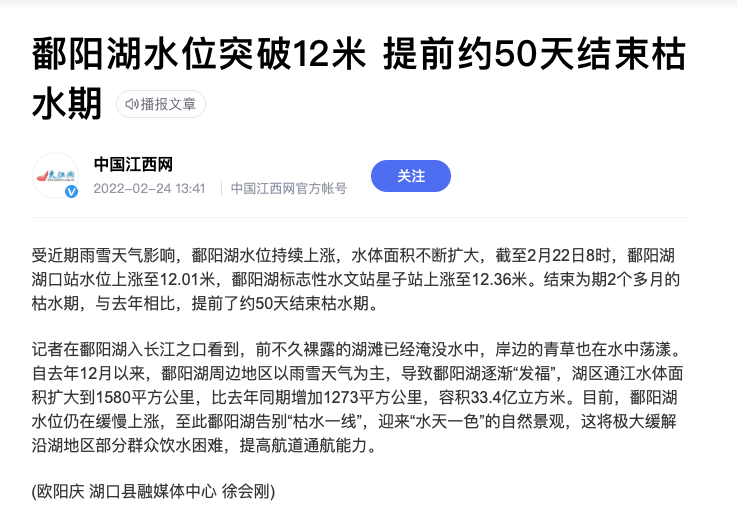 鄱阳湖水位突破12米 提前约50天结束枯
水期 播报文章
大江网
中国江西网
2022-02-24 13:41 中国江西网官方帐号
关注
受近期雨雪天气影响，鄱阳湖水位持续上涨，水体面积不断扩大，截至2月22日8时，鄱阳湖
湖口站水位上涨至12.01米，鄱阳湖标志性水文站星子站上涨至12.36米。结束为期2个多月的
枯水期，与去年相比，提前了约50天结束枯水期。
记者在鄱阳湖入长江之口看到，前不久裸露的湖滩已经淹没水中，岸边的青草也在水中荡漾。
自去年12月以来，鄱阳湖周边地区以雨雪天气为主，导致鄱阳湖逐渐“发福”，湖区通江水体面
积扩大到1580平方公里，比去年同期增加1273平方公里，容积33.4亿立方米。目前，鄱阳湖
水位仍在缓慢上涨，至此鄱阳湖告别“枯水一线”，迎来“水天一色”的自然景观，这将极大缓解
沿湖地区部分群众饮水困难，提高航道通航能力。
(欧阳庆 湖口县融媒体中心 徐会刚)